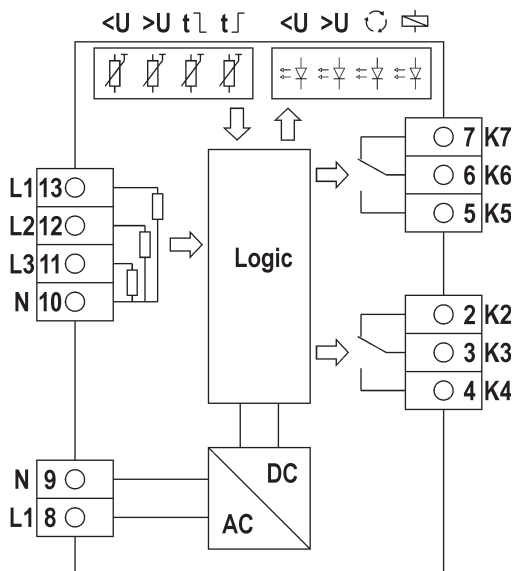 <U >U t t <U >U
7 K7
6 K6
5 K5
L1 13
L2 12
L3 11
N 10
Logic
2 K2
3 K3
4 K4
N 9
L1 8
DC
AC